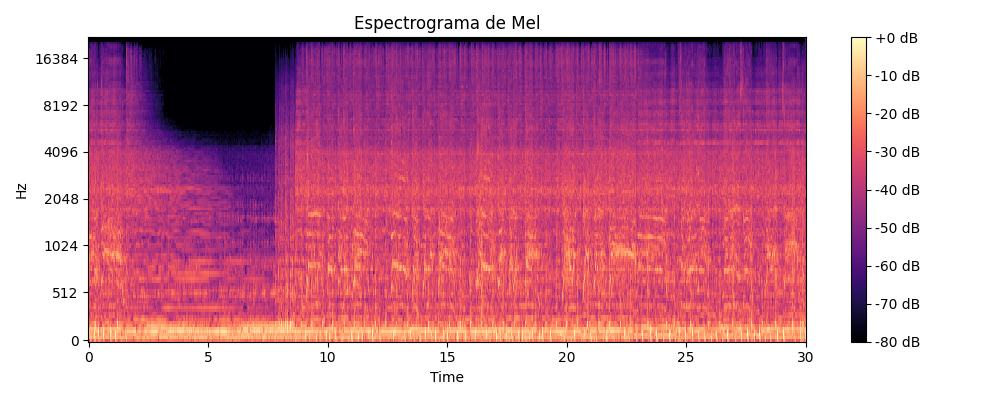 Espectrograma de Mel
Hz
16384
8192
4096
2048
1024
512
0
0 5 10 15 20 25 30
Time
+0 dB
-10 dB
-20 dB
-30 dB
-40 dB
-50 dB
-60 dB
-70 dB
-80 dB